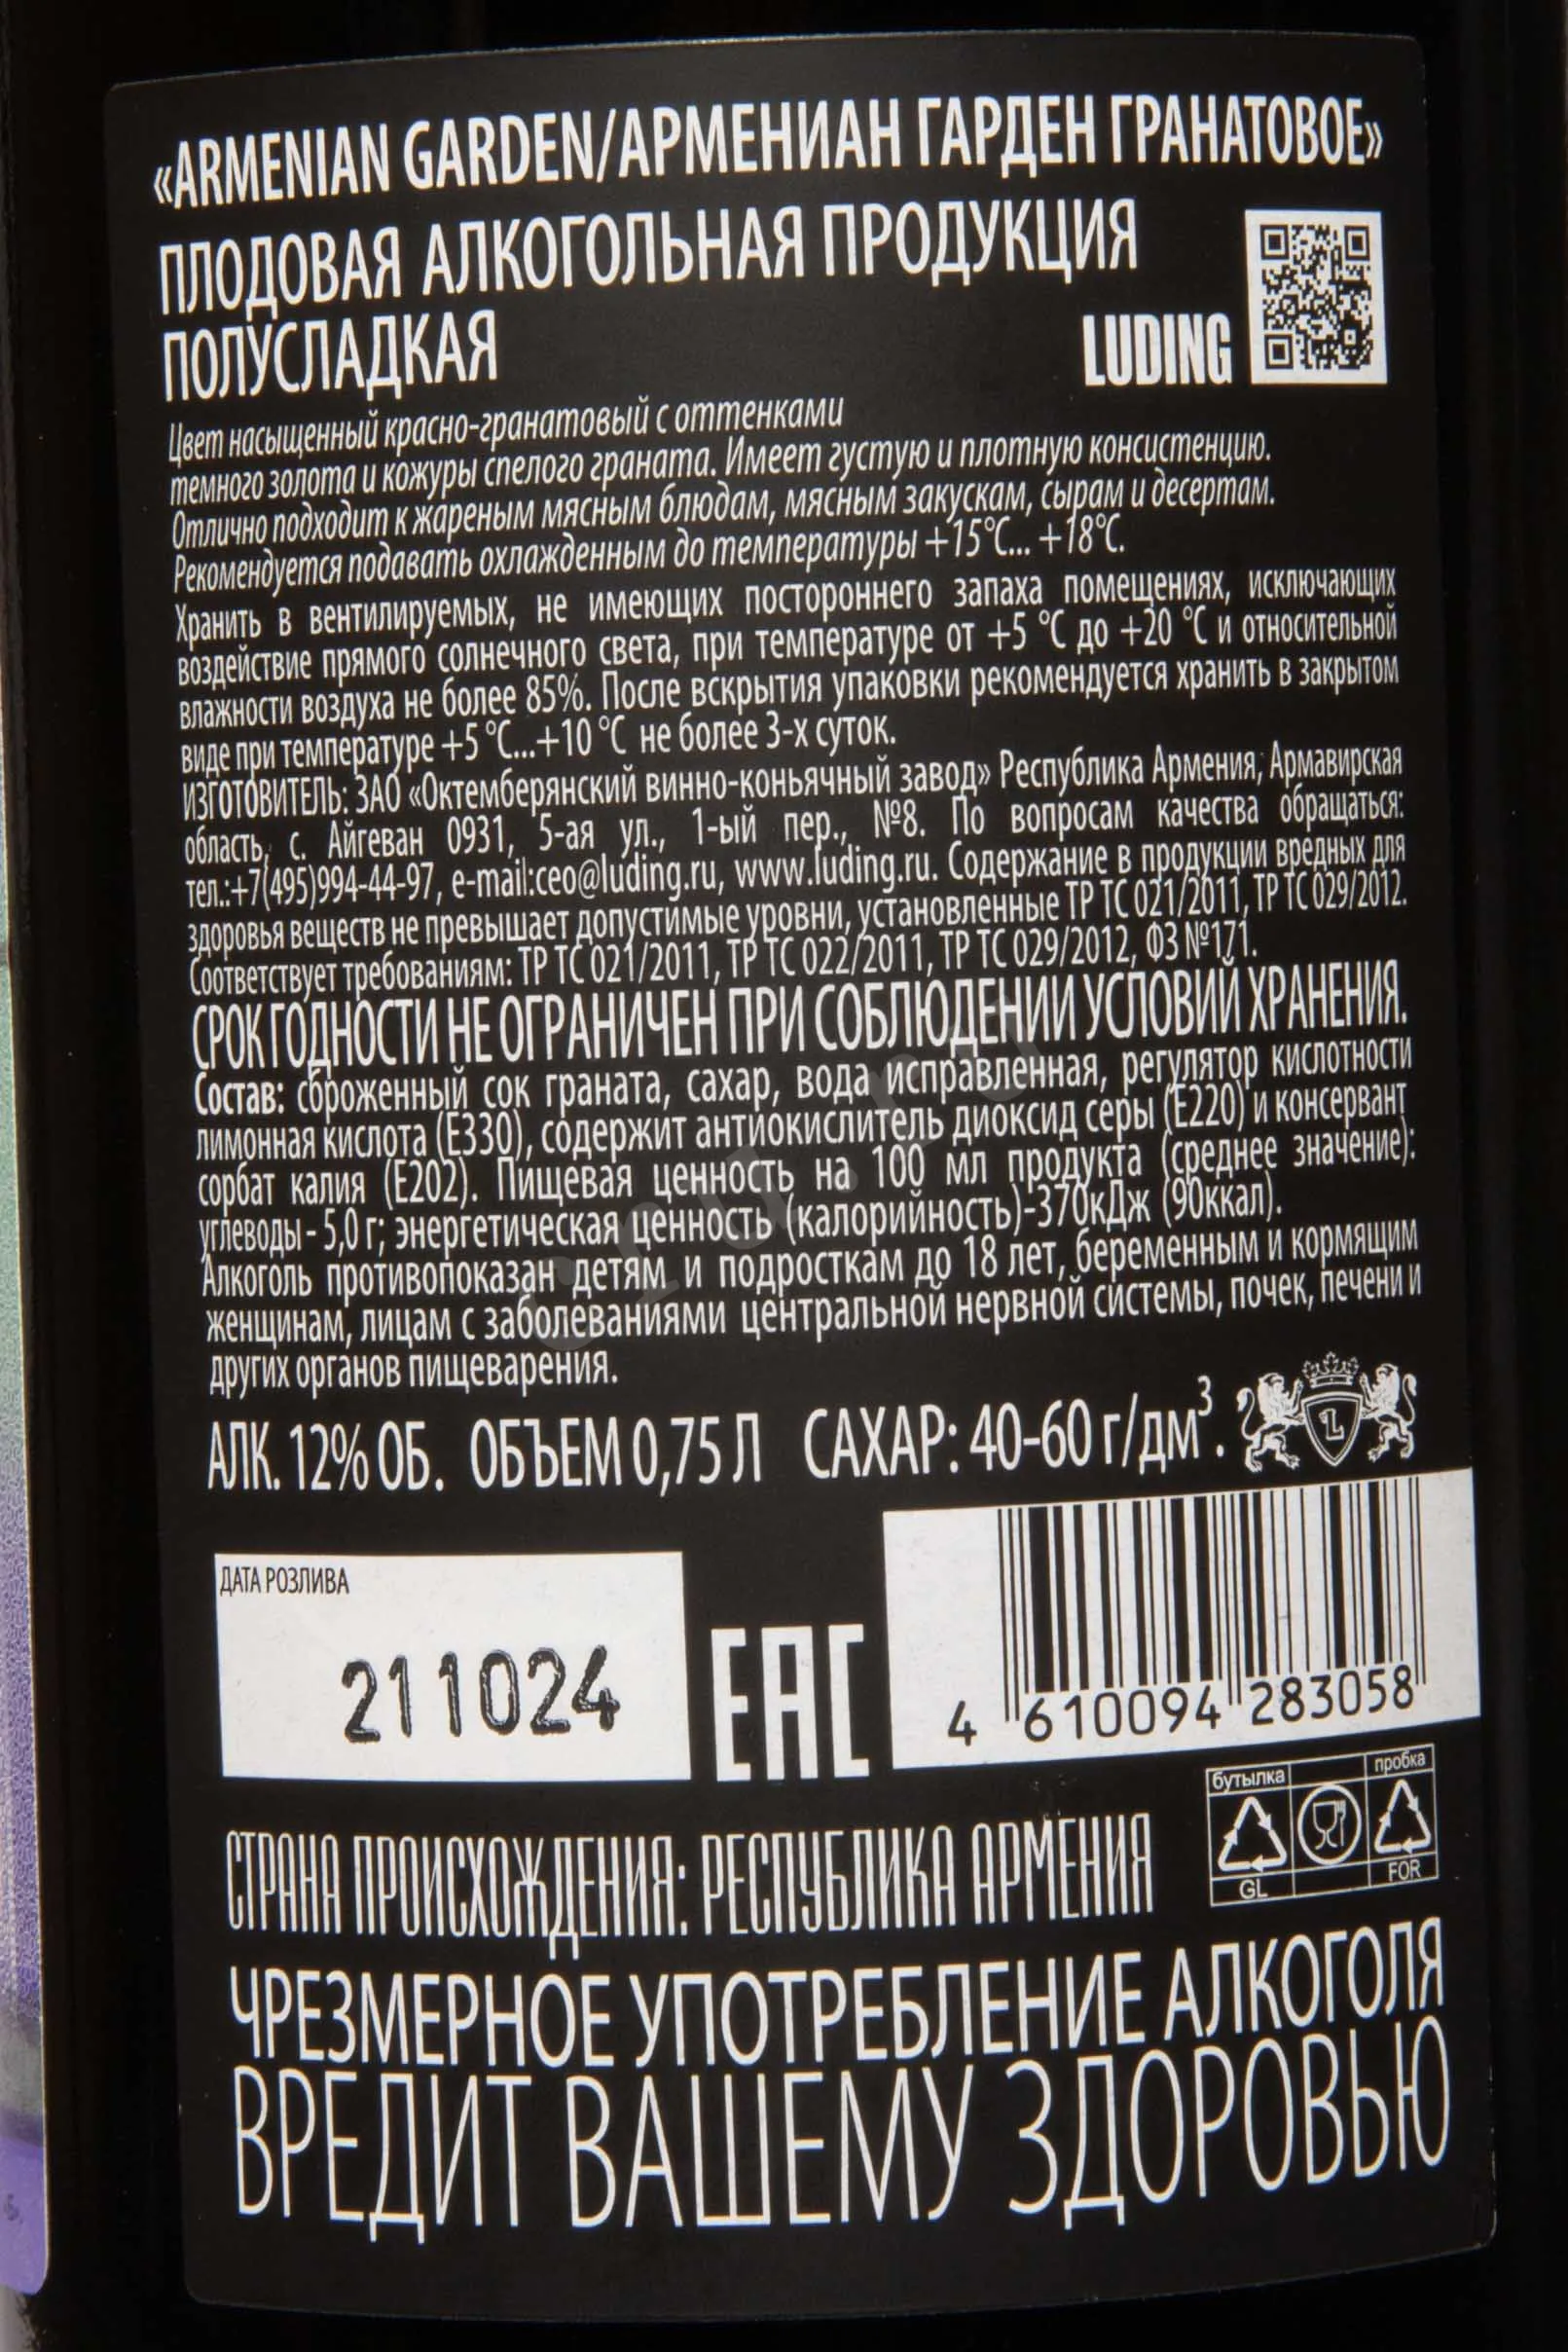 «ARMENIAN GARDEN/АРМЕНИАН ГАРДЕН ГРАНАТОВОЕ»
ПЛОДОВАЯ АЛКОГОЛЬНАЯ ПРОДУКЦИЯ
ПОЛУСЛАДКАЯ
LUDING
Цвет насыщенный красно-гранатовый с оттенками
темного золота и кожуры спелого граната. Имеет густую и плотную консистенцию.
Отлично подходит к жареным мясным блюдам, мясным закускам, сырам и десертам.
Рекомендуется подавать охлажденным до температуры +15°С... +18°С.
Хранить в вентилируемых, не имеющих постороннего запаха помещениях, исключающих
воздействие прямого солнечного света, при температуре от +5 °С до +20 °С и относительной
влажности воздуха не более 85%. После вскрытия упаковки рекомендуется хранить в закрытом
виде при температуре +5 °С...+10 °С не более 3-х суток.
ИЗГОТОВИТЕЛЬ: ЗАО «Октемберянский винно-коньячный завод» Республика Армения, Армавирская
область, с. Айгеван 0931, 5-ая ул., 1-ый пер., №8. По вопросам качества обращаться:
тел.:+7(495)994-44-97, e-mail:ceo@luding.ru, www.luding.ru. Содержание в продукции вредных для
здоровья веществ не превышает допустимые уровни, установленные ТР ТС 021/2011, ТР ТС 029/2012.
Соответствует требованиям: ТР ТС 021/2011, ТР ТС 022/2011, ТР ТС 029/2012, ФЗ №171.
СРОК ГОДНОСТИ НЕ ОГРАНИЧЕН ПРИ СОБЛЮДЕНИИ УСЛОВИЙ ХРАНЕНИЯ.
Состав: сброженный сок граната, сахар, вода исправленная, регулятор кислотности
лимонная кислота (Е330), содержит антиокислитель диоксид серы (Е220) и консервант
сорбат калия (Е202). Пищевая ценность на 100 мл продукта (среднее значение):
углеводы - 5,0 г; энергетическая ценность (калорийность)-370кДж (90ккал).
Алкоголь противопоказан детям и подросткам до 18 лет, беременным и кормящим
женщинам, лицам с заболеваниями центральной нервной системы, почек, печени и
других органов пищеварения.
АЛК. 12% ОБ. ОБЪЕМ 0,75 Л САХАР: 40-60 г/дм³.
L
ДАТА РОЗЛИВА
211024
ЕАС
4 610094 283058
бутылка пробка
GL FOR
СТРАНА ПРОИСХОЖДЕНИЯ: РЕСПУБЛИКА АРМЕНИЯ
ЧРЕЗМЕРНОЕ УПОТРЕБЛЕНИЕ АЛКОГОЛЯ
ВРЕДИТ ВАШЕМУ ЗДОРОВЬЮ